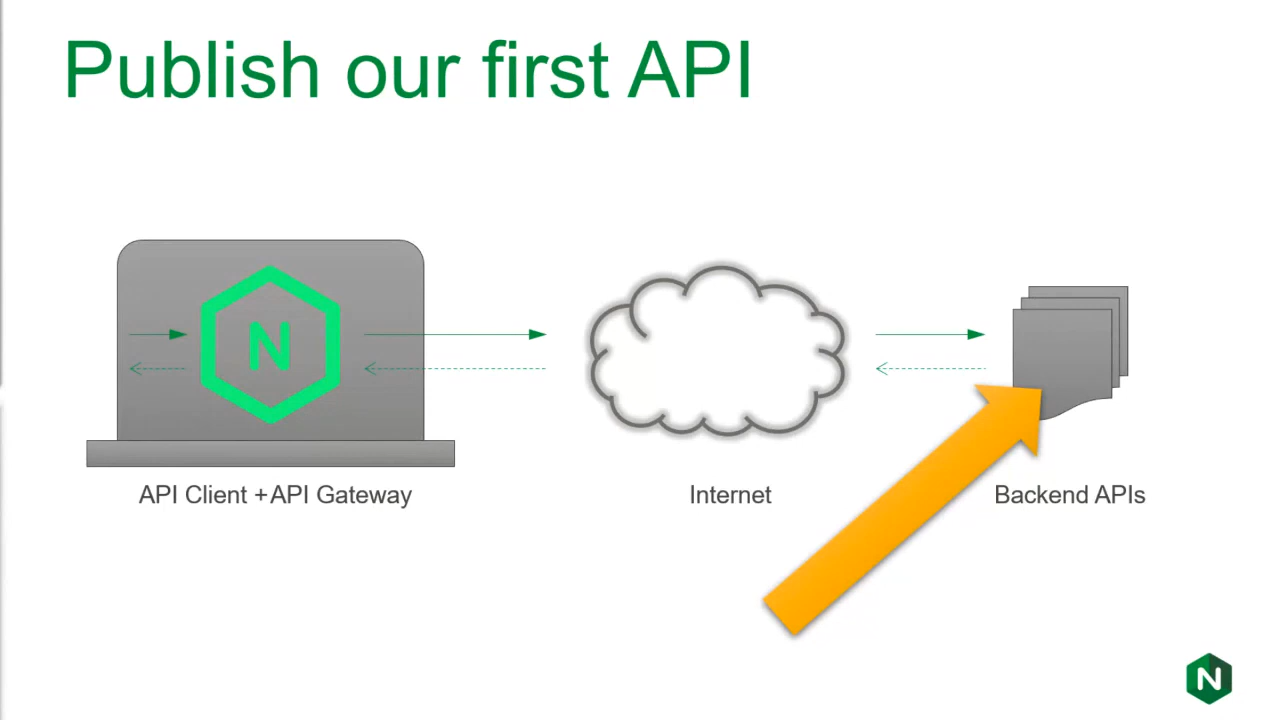 Publish our first API
N
API Client +API Gateway
Internet
Backend APIs
N